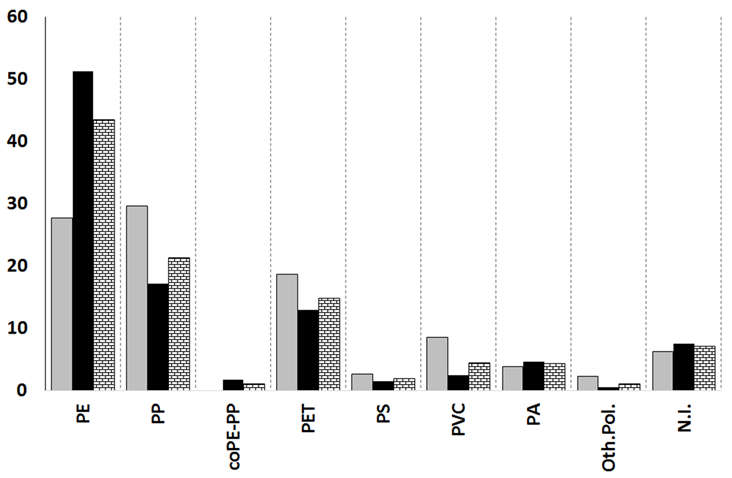 60
50
40
30
20
10
0
PE
PP
coPE-PP
PET
PS
PVC
PA
Oth.Pol.
N.I.